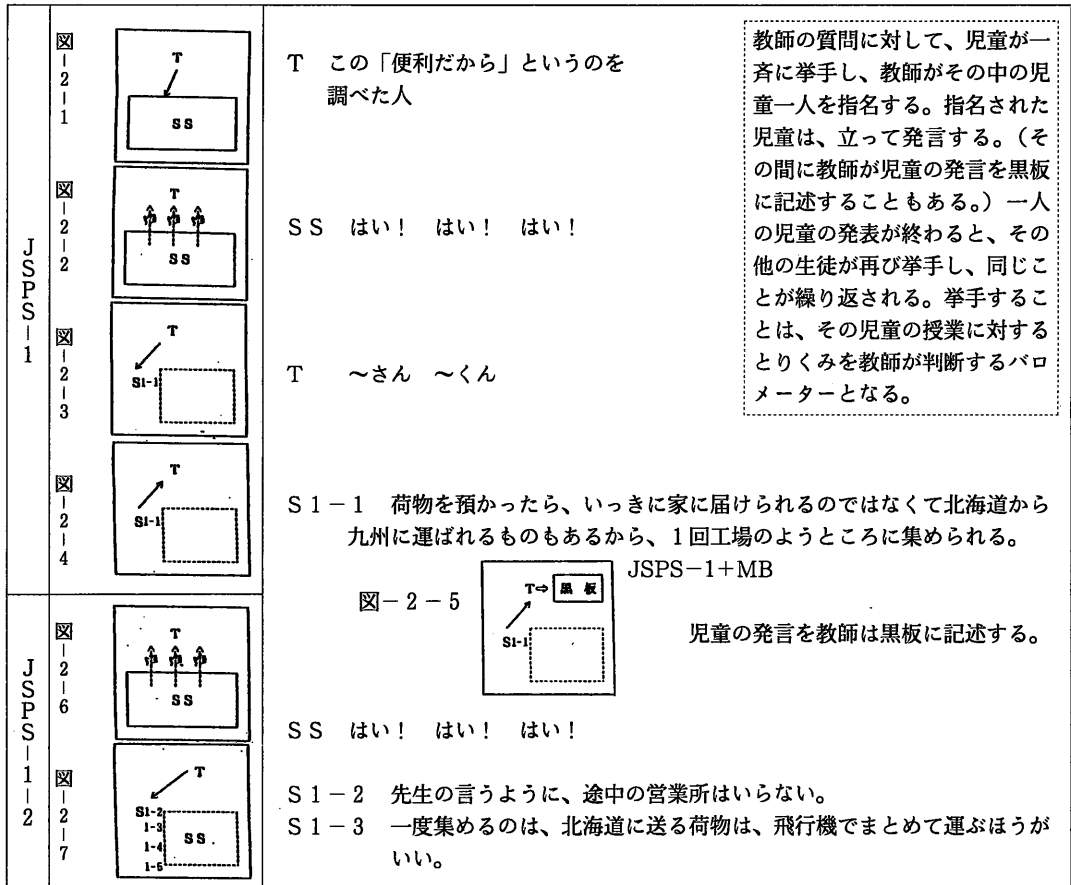 JSPS-1
図-2-1
T
SS
T この「便利だから」というのを
調べた人
教師の質問に対して、児童が一
斉に挙手し、教師がその中の児
童一人を指名する。指名された
児童は、立って発言する。(そ
の間に教師が児童の発言を黒板
に記述することもある。)一人
の児童の発表が終わると、その
他の生徒が再び挙手し、同じこ
とが繰り返される。挙手するこ
とは、その児童の授業に対する
とりくみを教師が判断するバロ
メーターとなる。
図-2-2
T
SS
SS はい! はい! はい!
図-2-3
T
S1-1
T ～さん ～くん
図-2-4
T
S1-1
S1-1 荷物を預かったら、いっきに家に届けられるのではなくて北海道から
九州に運ばれるものもあるから、1回工場のようところに集められる。
図-2-5
T⇨ 黒板
S1-1
JSPS-1+MB
児童の発言を教師は黒板に記述する。
JSPS-1-2
図-2-6
T
SS
SS はい! はい! はい!
図-2-7
T
S1-2
1-3
1-4
SS
S1-2 先生の言うように、途中の営業所はいらない。
S1-3 一度集めるのは、北海道に送る荷物は、飛行機でまとめて運ぶほうが
いい。